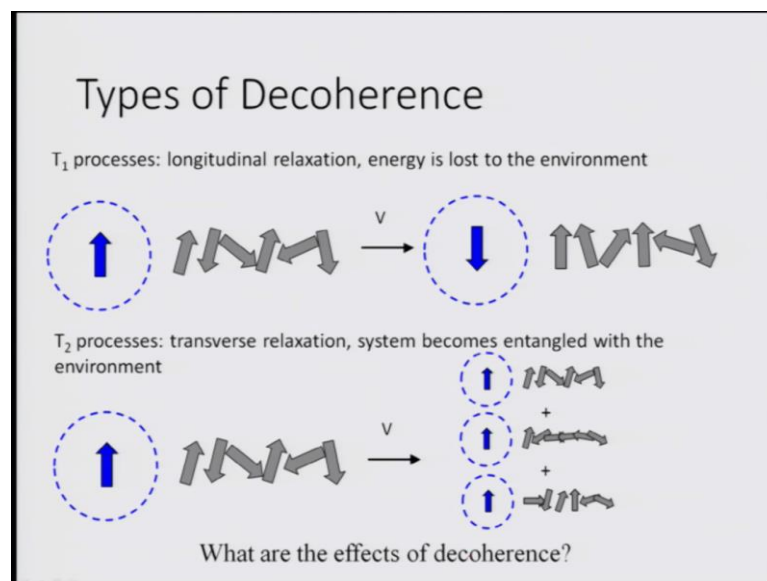 Types of Decoherence
T₁ processes: longitudinal relaxation, energy is lost to the environment
V
T₂ processes: transverse relaxation, system becomes entangled with the
environment
+
V
+
What are the effects of decoherence?